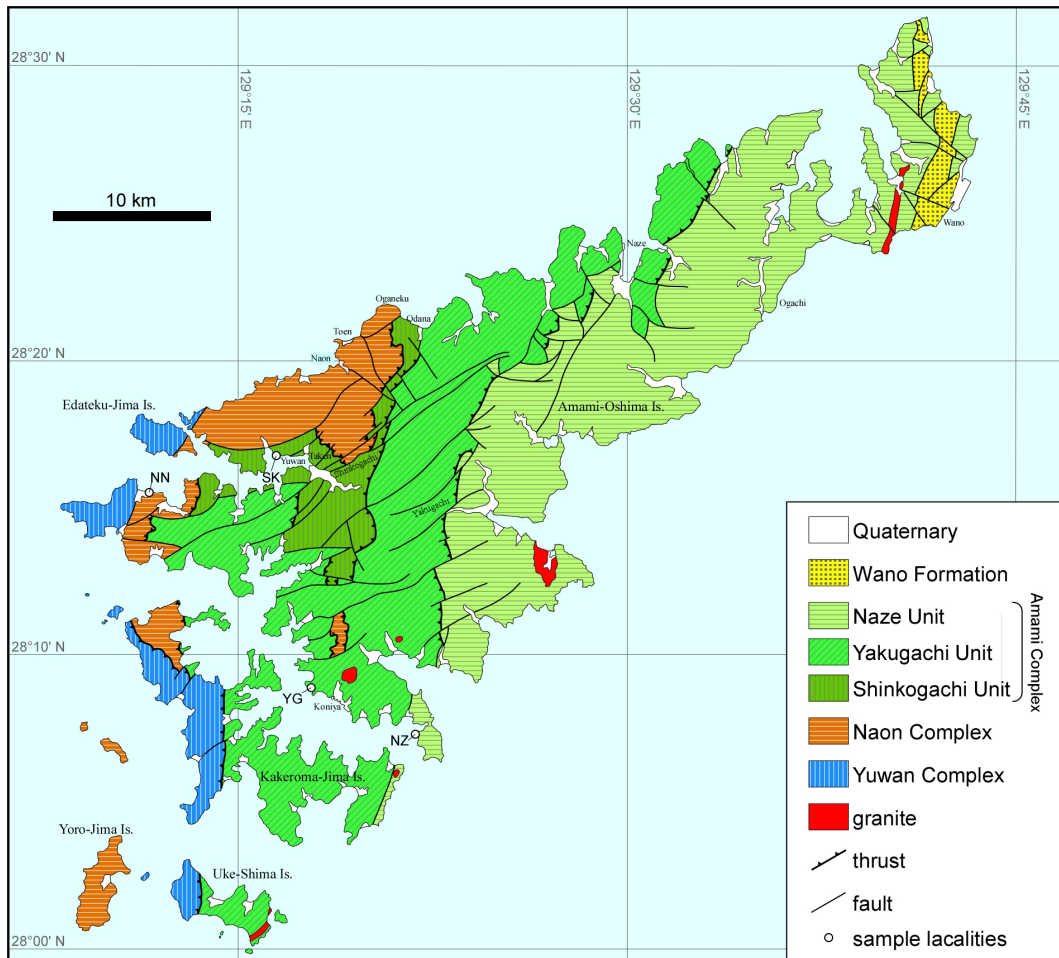 28°30' N
129°15' E
129°30' E
129°45' E
10 km
Wano
Naze
Ogachi
Oganeku
Odana
Toen
Naon
28°20' N
Edateku-Jima Is.
Amami-Oshima Is.
Yuwan
Taken
Shinkogachi
NN
SK
Yakugachi
28°10' N
YG
Koniya
NZ
Kakeroma-Jima Is.
Yoro-Jima Is.
Uke-Shima Is.
28°00' N
Quaternary
Wano Formation
Naze Unit
Yakugachi Unit
Shinkogachi Unit
Amami Complex
Naon Complex
Yuwan Complex
granite
thrust
fault
sample lacalities